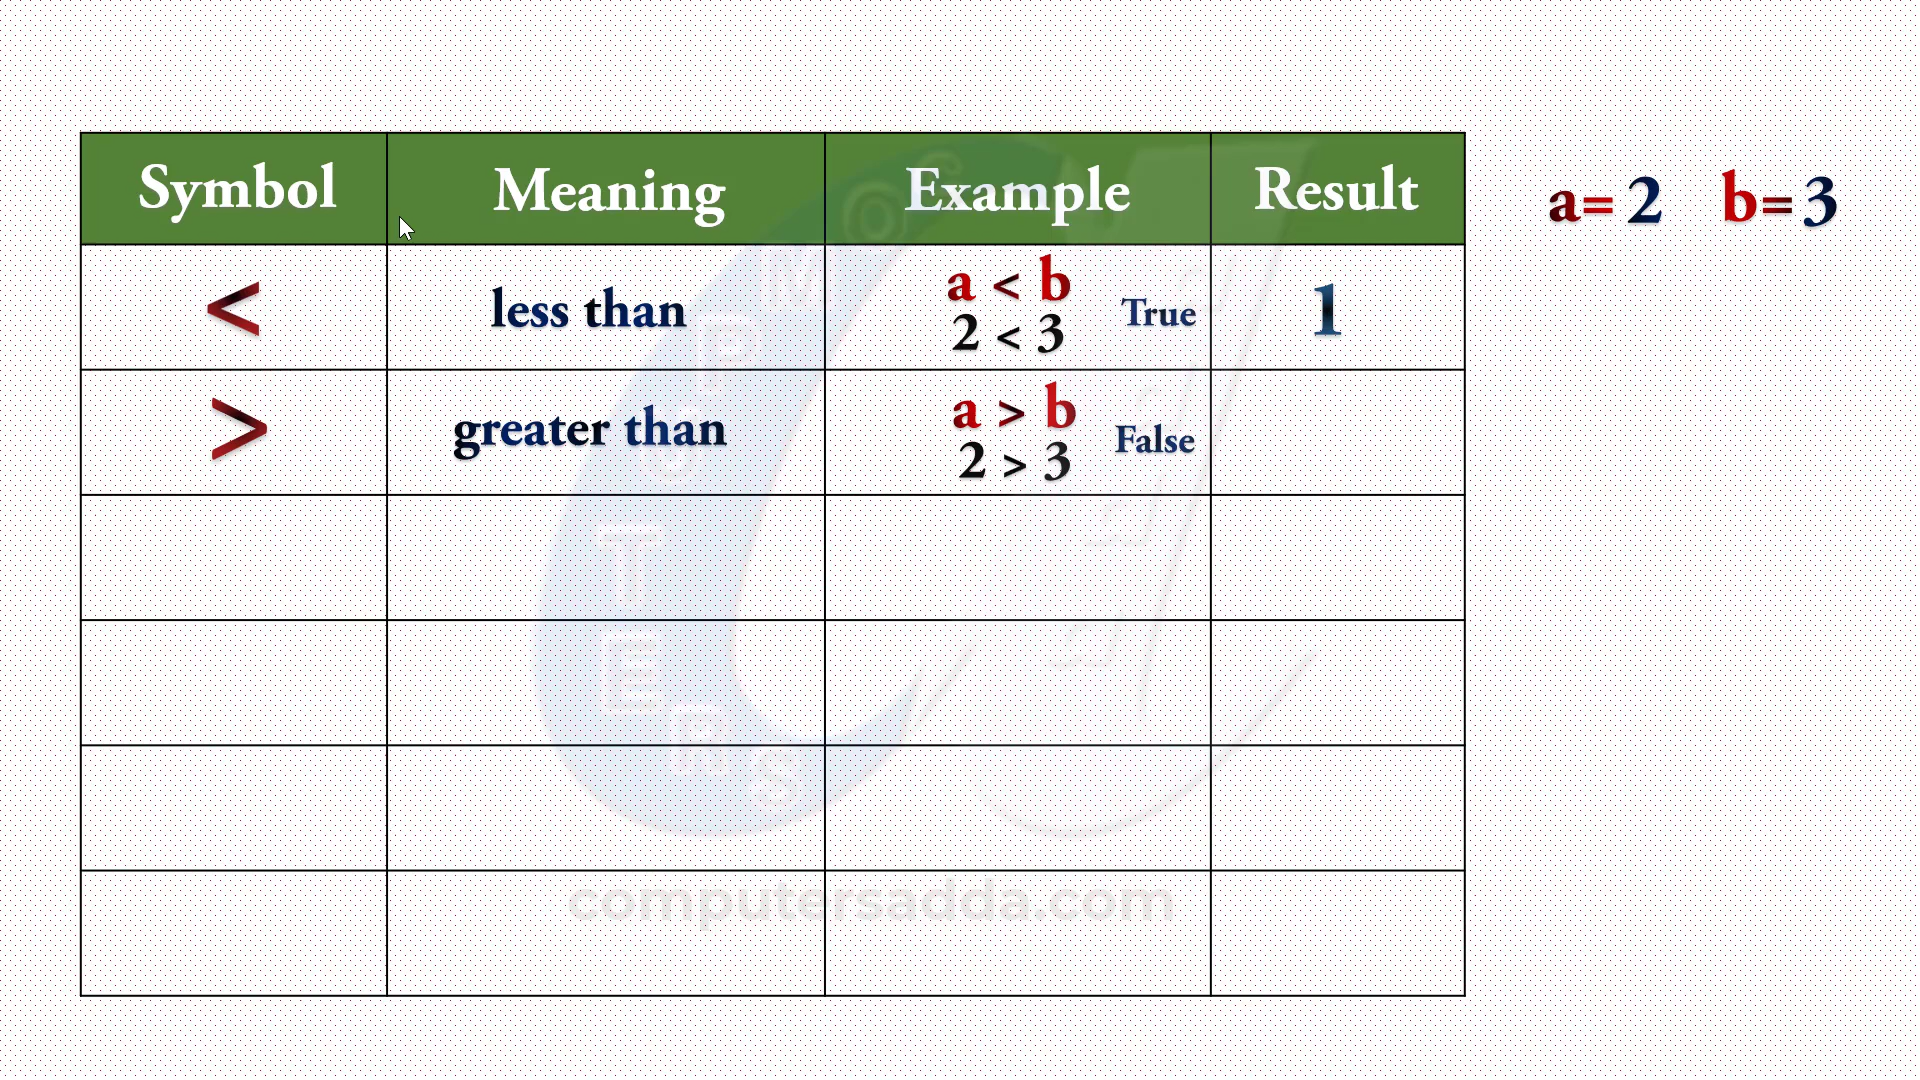 Symbol Meaning Example Result
a= 2 b= 3
< less than a < b True 1
2 < 3
> greater than a > b False
2 > 3
COMPUTERS
computersadda.com